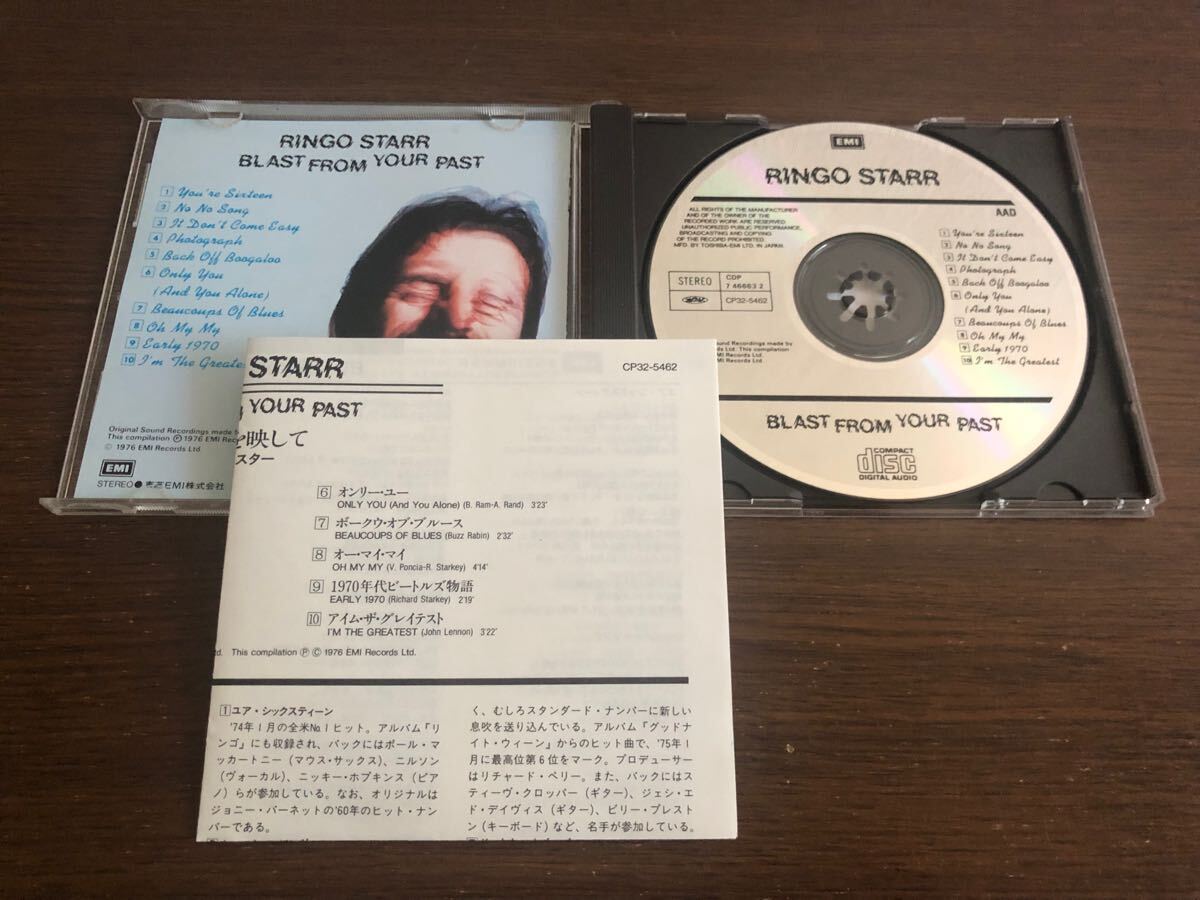 RINGO STARR
BLAST FROM YOUR PAST
1 You're Sixteen
2 No No Song
3 It Don't Come Easy
4 Photograph
5 Back Off Boogaloo
6 Only You
(And You Alone)
7 Beaucoups Of Blues
8 Oh My My
9 Early 1970
10 I'm The Greatest
Original Sound Recordings made by
This compilation Ⓟ 1976 EMI Rec
© 1976 EMI Records Ltd.
EMI
STEREO ● 東芝EMI株式会社
EMI
RINGO STARR
ALL RIGHTS OF THE MANUFACTURER
AND OF THE OWNER OF THE
RECORDED WORK ARE RESERVED.
UNAUTHORIZED PUBLIC PERFORMANCE,
BROADCASTING AND COPYING
OF THE RECORD PROHIBITED.
MFD. BY TOSHIBA-EMI LTD. IN JAPAN.
AAD
STEREO
CDP
7 46663 2
CP32-5462
1 You're Sixteen
2 No No Song
3 It Don't Come Easy
4 Photograph
5 Back Off Boogaloo
6 Only You
(And You Alone)
7 Beaucoups Of Blues
8 Oh My My
9 Early 1970
10 I'm The Greatest
Sound Recordings made by
Records Ltd. This compilation
EMI Records Ltd.
EMI Records Ltd.
BLAST FROM YOUR PAST
COMPACT
disc
DIGITAL AUDIO
STARR
CP32-5462
YOUR PAST
映して
スター
6 オンリー・ユー
ONLY YOU (And You Alone) (B. Ram-A. Rand) 3'23"
7 ボークウ・オブ・ブルース
BEAUCOUPS OF BLUES (Buzz Rabin) 2'32"
8 オー・マイ・マイ
OH MY MY (V. Poncia-R. Starkey) 4'14"
9 1970年代ビートルズ物語
EARLY 1970 (Richard Starkey) 2'19"
10 アイム・ザ・グレイテスト
I'M THE GREATEST (John Lennon) 3'22"
td. This compilation Ⓟ © 1976 EMI Records Ltd.
1 ユア・シックスティーン
'74年1月の全米No.1ヒット。アルバム「リ
ンゴ」にも収録され、バックにはポール・マ
ッカートニー(マウス・サックス)、ニルソン
(ヴォーカル)、ニッキー・ホプキンス(ピア
ノ)らが参加している。なお、オリジナルは
ジョニー・バーネットの'60年のヒット・ナン
バーである。
く、むしろスタンダード・ナンバーに新しい
息吹を送り込んでいる。アルバム「グッドナ
イト・ウィーン」からのヒット曲で、'75年1
月に最高位第6位をマーク。プロデューサー
はリチャード・ペリー。また、バックにはス
ティーヴ・クロッパー(ギター)、ジェシ・エ
ド・デイヴィス(ギター)、ビリー・プレスト
ン(キーボード)など、名手が参加している。